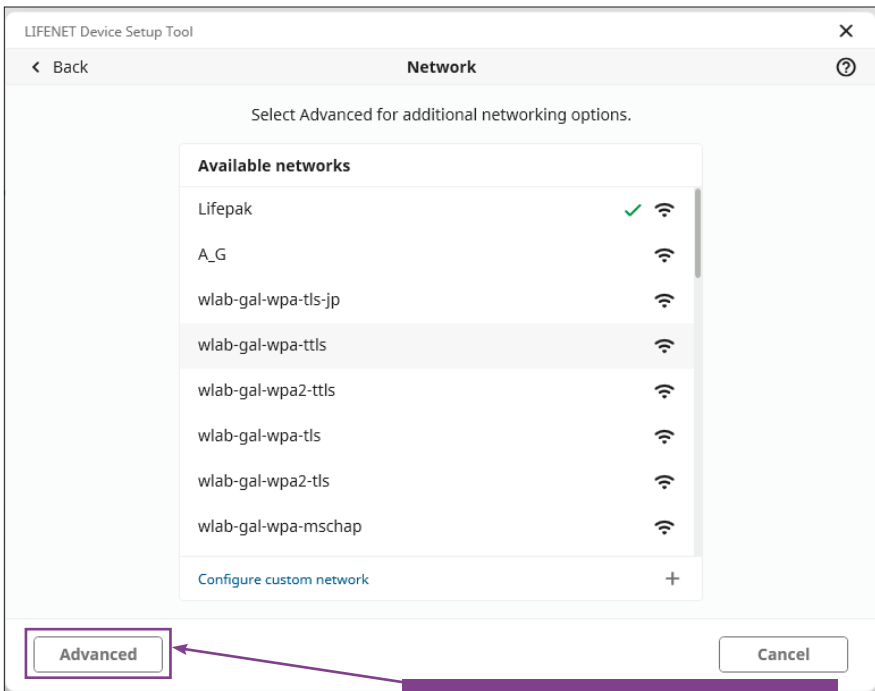 LIFENET Device Setup Tool
Back
Network
Select Advanced for additional networking options.
Available networks
Lifepak
A_G
wlab-gal-wpa-tls-jp
wlab-gal-wpa-ttls
wlab-gal-wpa2-ttls
wlab-gal-wpa-tls
wlab-gal-wpa2-tls
wlab-gal-wpa-mschap
Configure custom network
Advanced
Cancel